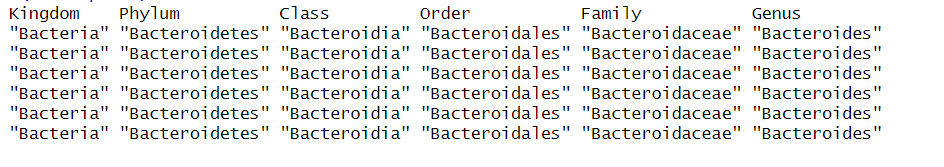 Kingdom Phylum Class Order Family Genus
"Bacteria" "Bacteroidetes" "Bacteroidia" "Bacteroidales" "Bacteroidaceae" "Bacteroides"
"Bacteria" "Bacteroidetes" "Bacteroidia" "Bacteroidales" "Bacteroidaceae" "Bacteroides"
"Bacteria" "Bacteroidetes" "Bacteroidia" "Bacteroidales" "Bacteroidaceae" "Bacteroides"
"Bacteria" "Bacteroidetes" "Bacteroidia" "Bacteroidales" "Bacteroidaceae" "Bacteroides"
"Bacteria" "Bacteroidetes" "Bacteroidia" "Bacteroidales" "Bacteroidaceae" "Bacteroides"
"Bacteria" "Bacteroidetes" "Bacteroidia" "Bacteroidales" "Bacteroidaceae" "Bacteroides"